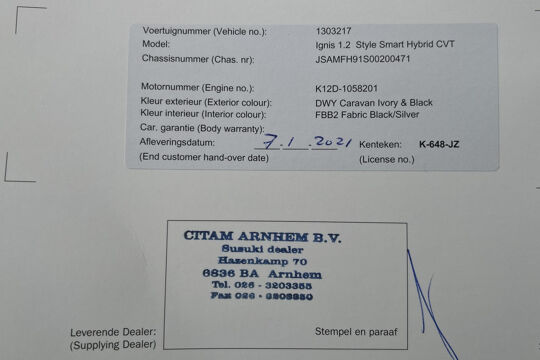 Voertuignummer (Vehicle no.): 1303217
Model: Ignis 1.2 Style Smart Hybrid CVT
Chassisnummer (Chas. nr): JSAMFH91S00200471
Motornummer (Engine no.): K12D-1058201
Kleur exterieur (Exterior colour): DWY Caravan Ivory & Black
Kleur interieur (Interior colour): FBB2 Fabric Black/Silver
Car. garantie (Body warranty):
Afleveringsdatum: 7.1.2021 Kenteken: K-648-JZ
(End customer hand-over date) (License no.)
CITAM ARNHEM B.V.
Suzuki dealer
Hazenkamp 70
6836 BA Arnhem
Tel. 026 - 3203355
Fax 026 - 3203350
Leverende Dealer: Stempel en paraaf
(Supplying Dealer)